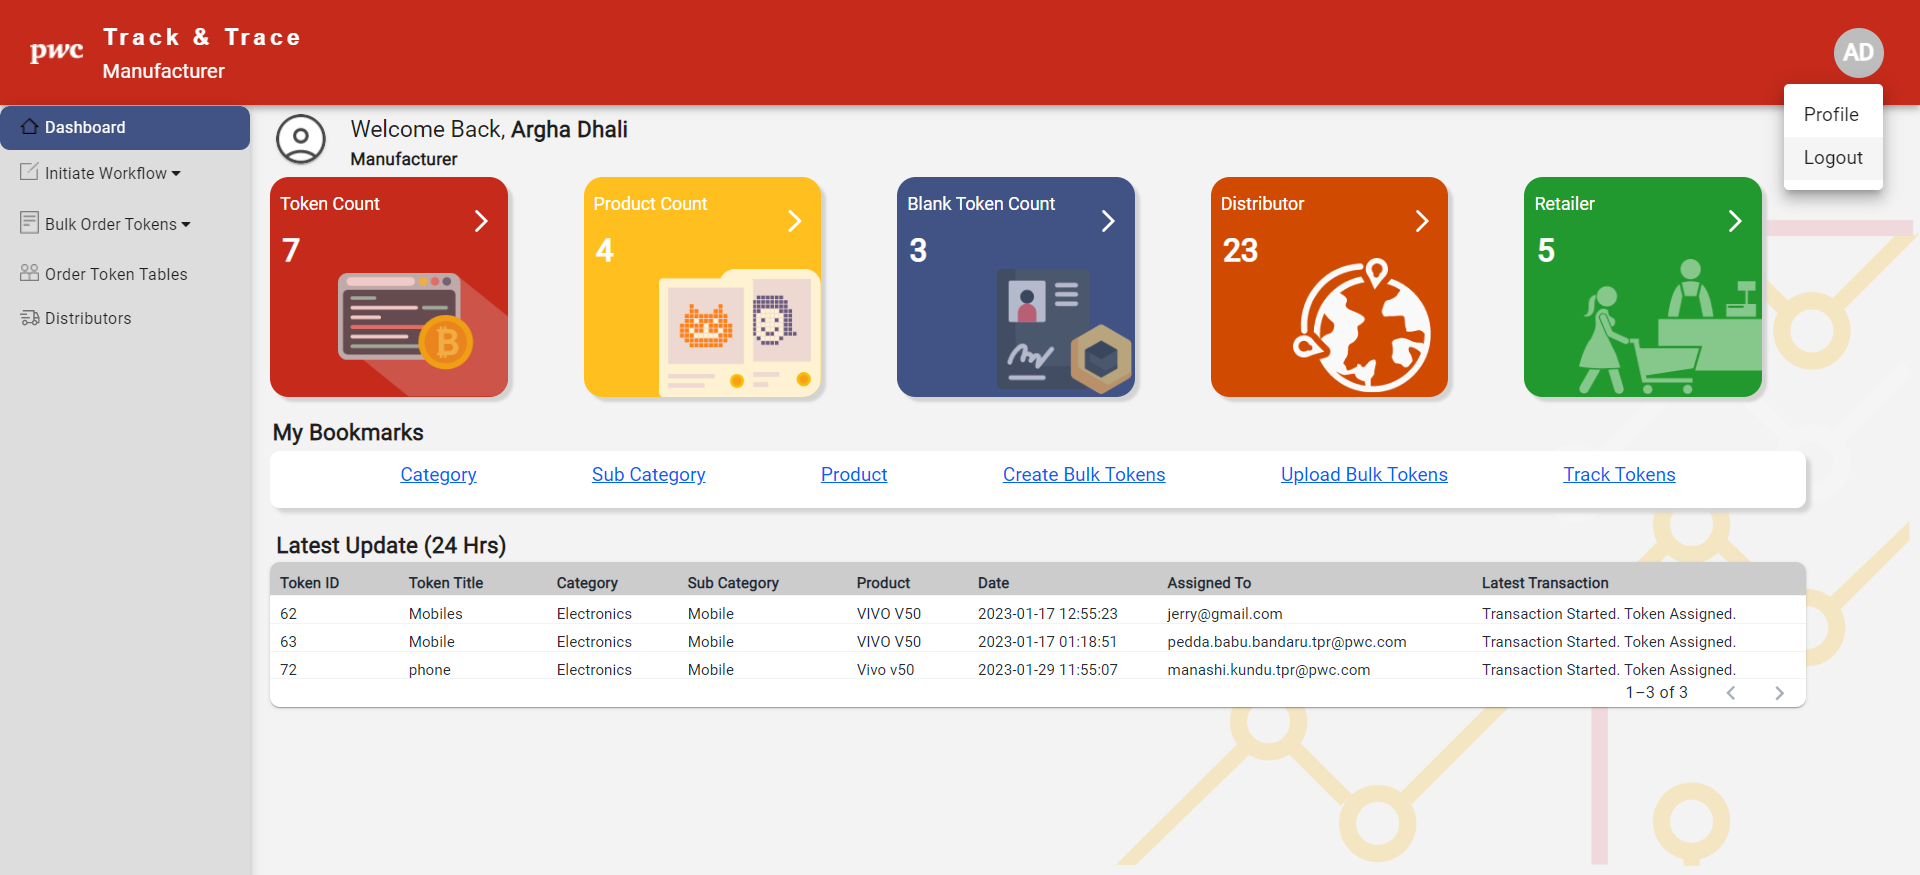 pwc
Track & Trace
Manufacturer
AD
Profile
Logout
Dashboard
Initiate Workflow
Bulk Order Tokens
Order Token Tables
Distributors
Welcome Back, Argha Dhali
Manufacturer
Token Count
7
Product Count
4
Blank Token Count
3
Distributor
23
Retailer
5
My Bookmarks
Category Sub Category Product Create Bulk Tokens Upload Bulk Tokens Track Tokens
Latest Update (24 Hrs)
Token ID Token Title Category Sub Category Product Date Assigned To Latest Transaction
62 Mobiles Electronics Mobile VIVO V50 2023-01-17 12:55:23 jerry@gmail.com Transaction Started. Token Assigned.
63 Mobile Electronics Mobile VIVO V50 2023-01-17 01:18:51 pedda.babu.bandaru.tpr@pwc.com Transaction Started. Token Assigned.
72 phone Electronics Mobile Vivo v50 2023-01-29 11:55:07 manashi.kundu.tpr@pwc.com Transaction Started. Token Assigned.
1–3 of 3